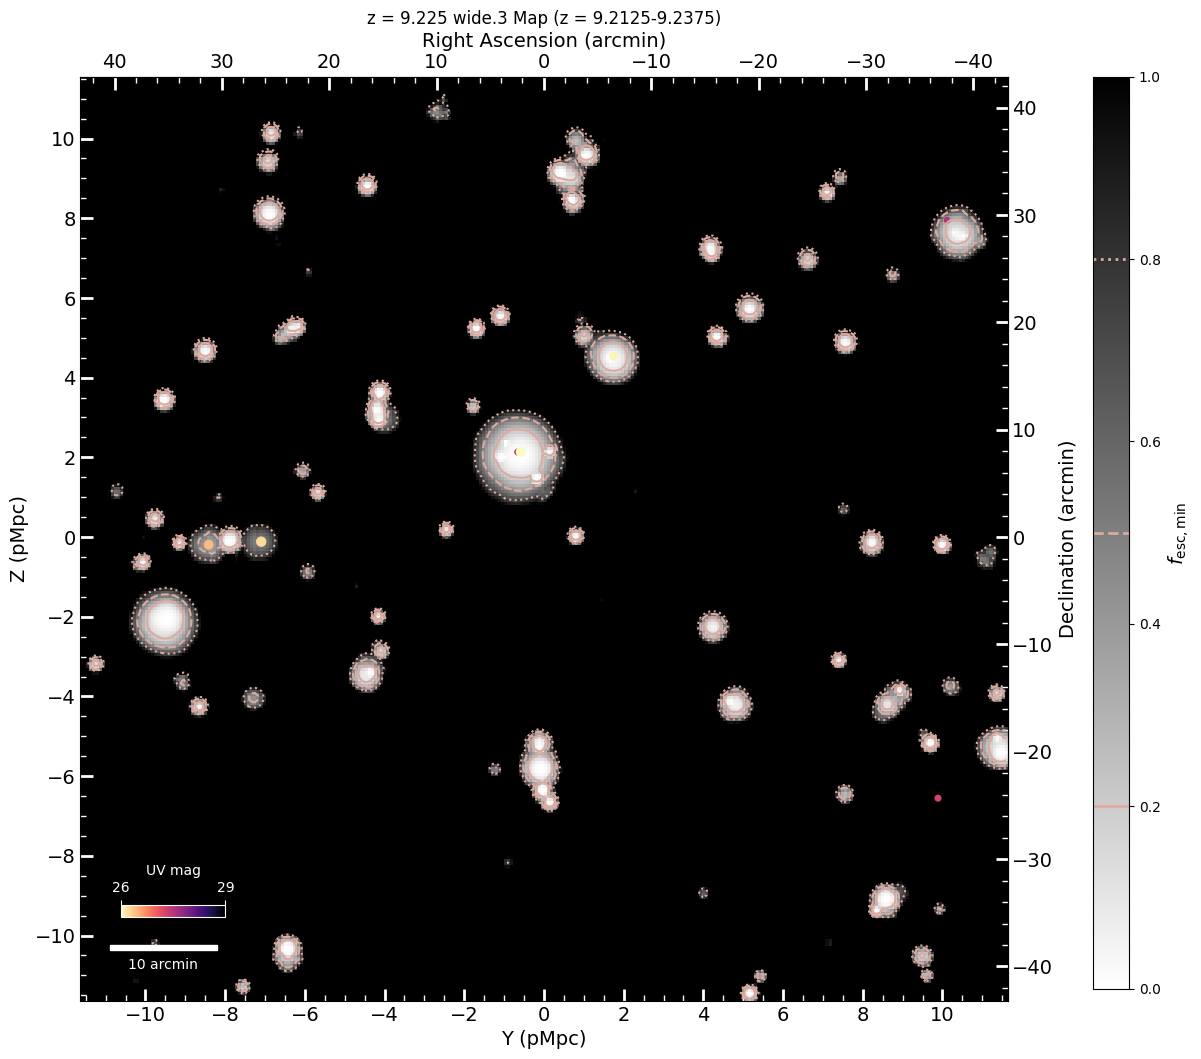 z = 9.225 wide.3 Map (z = 9.2125-9.2375)
Right Ascension (arcmin)
40 30 20 10 0 −10 −20 −30 −40
10
8
6
4
2
0
−2
−4
−6
−8
−10
Z (pMpc)
40
30
20
10
0
−10
−20
−30
−40
Declination (arcmin)
1.0
0.8
0.6
0.4
0.2
0.0
f_esc,min
UV mag
26 29
10 arcmin
−10 −8 −6 −4 −2 0 2 4 6 8 10
Y (pMpc)